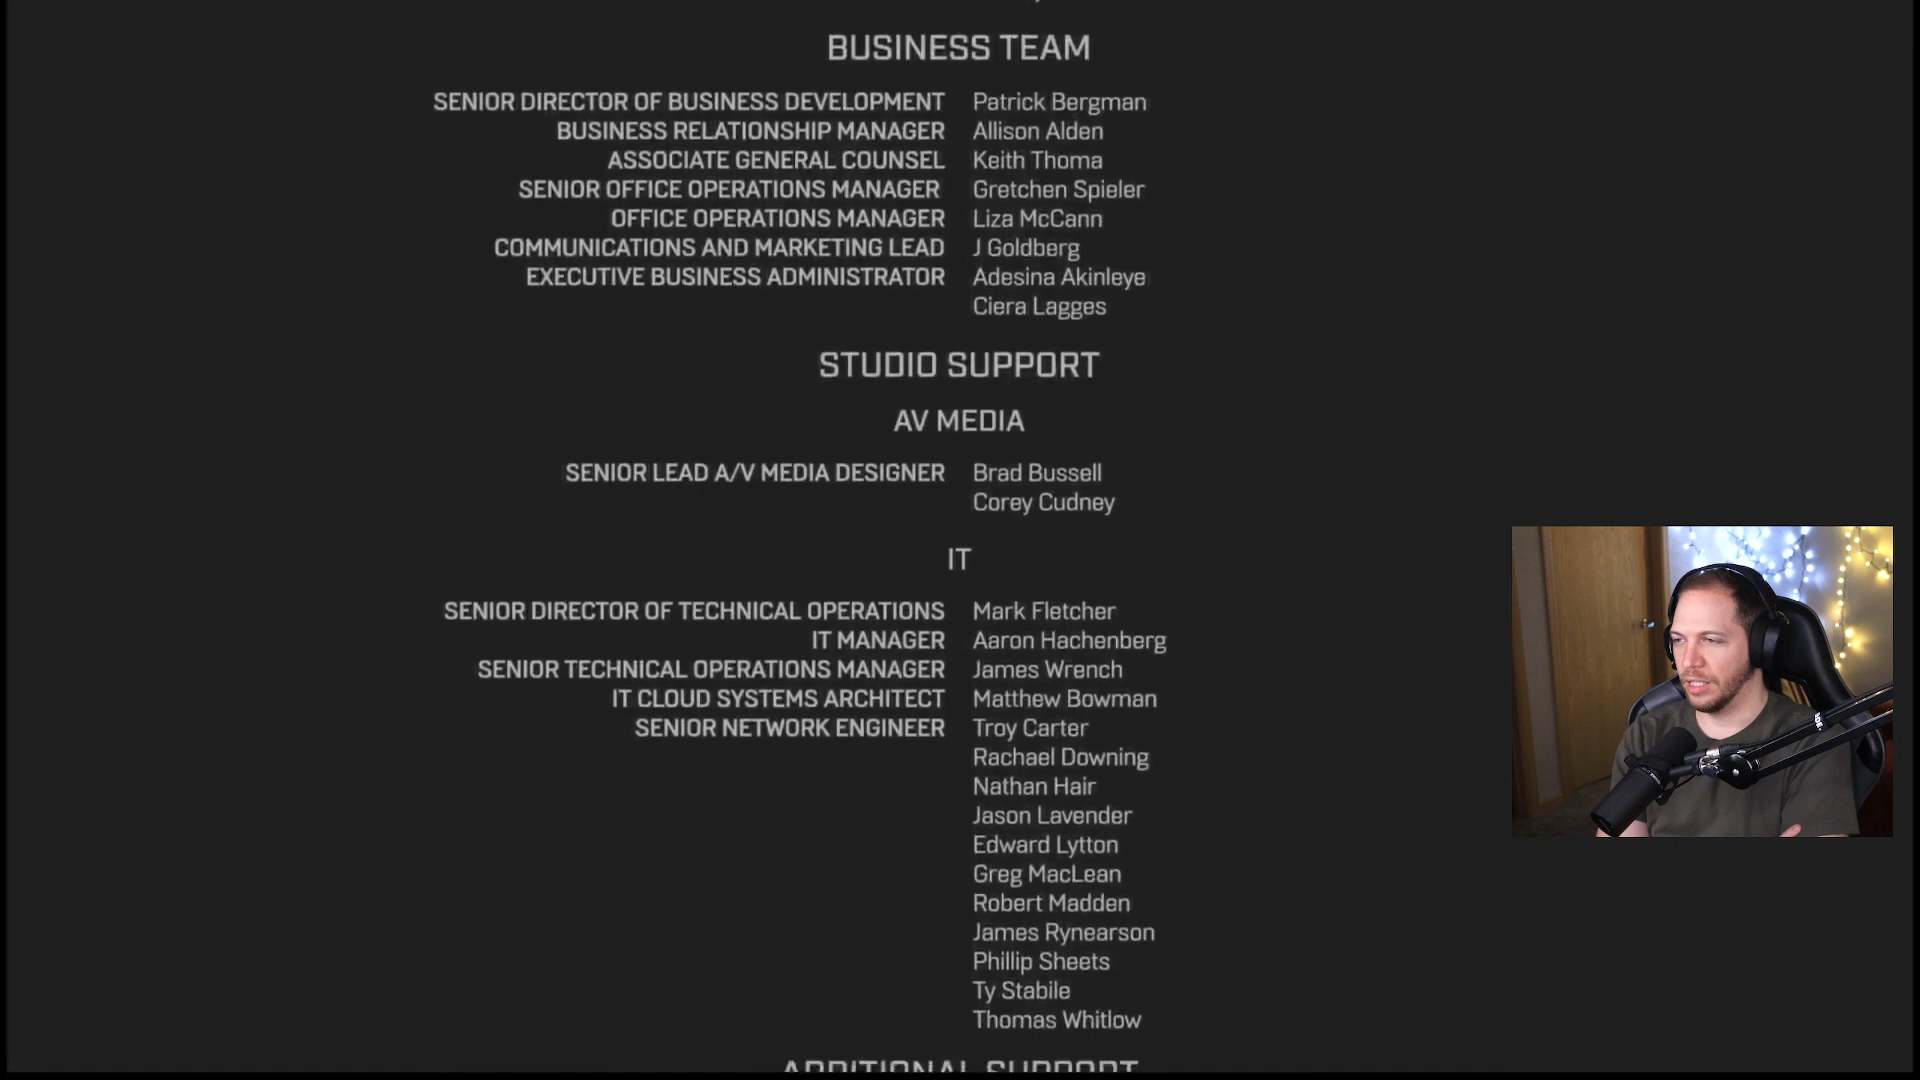 BUSINESS TEAM
SENIOR DIRECTOR OF BUSINESS DEVELOPMENT Patrick Bergman
BUSINESS RELATIONSHIP MANAGER Allison Alden
ASSOCIATE GENERAL COUNSEL Keith Thoma
SENIOR OFFICE OPERATIONS MANAGER Gretchen Spieler
OFFICE OPERATIONS MANAGER Liza McCann
COMMUNICATIONS AND MARKETING LEAD J Goldberg
EXECUTIVE BUSINESS ADMINISTRATOR Adesina Akinleye
Ciera Lagges
STUDIO SUPPORT
AV MEDIA
SENIOR LEAD A/V MEDIA DESIGNER Brad Bussell
Corey Cudney
IT
SENIOR DIRECTOR OF TECHNICAL OPERATIONS Mark Fletcher
IT MANAGER Aaron Hachenberg
SENIOR TECHNICAL OPERATIONS MANAGER James Wrench
IT CLOUD SYSTEMS ARCHITECT Matthew Bowman
SENIOR NETWORK ENGINEER Troy Carter
Rachael Downing
Nathan Hair
Jason Lavender
Edward Lytton
Greg MacLean
Robert Madden
James Rynearson
Phillip Sheets
Ty Stabile
Thomas Whitlow
ADDITIONAL SUPPORT